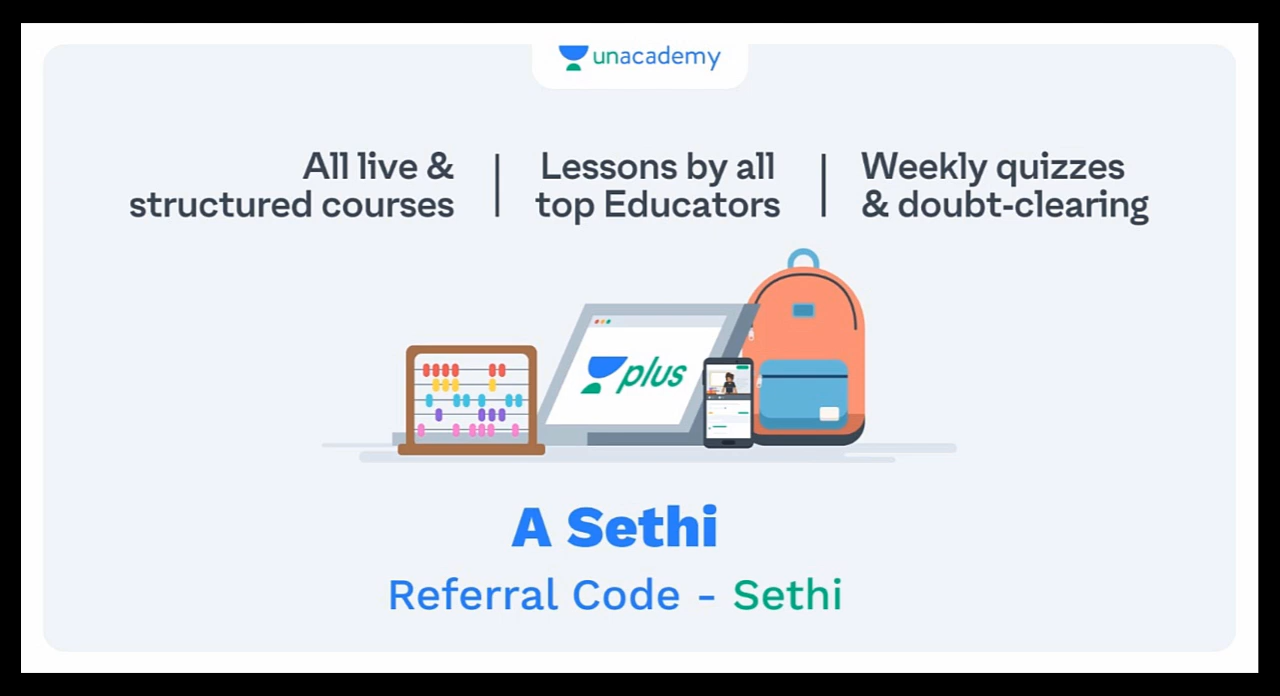 unacademy
All live &
structured courses
Lessons by all
top Educators
Weekly quizzes
& doubt-clearing
plus
A Sethi
Referral Code - Sethi